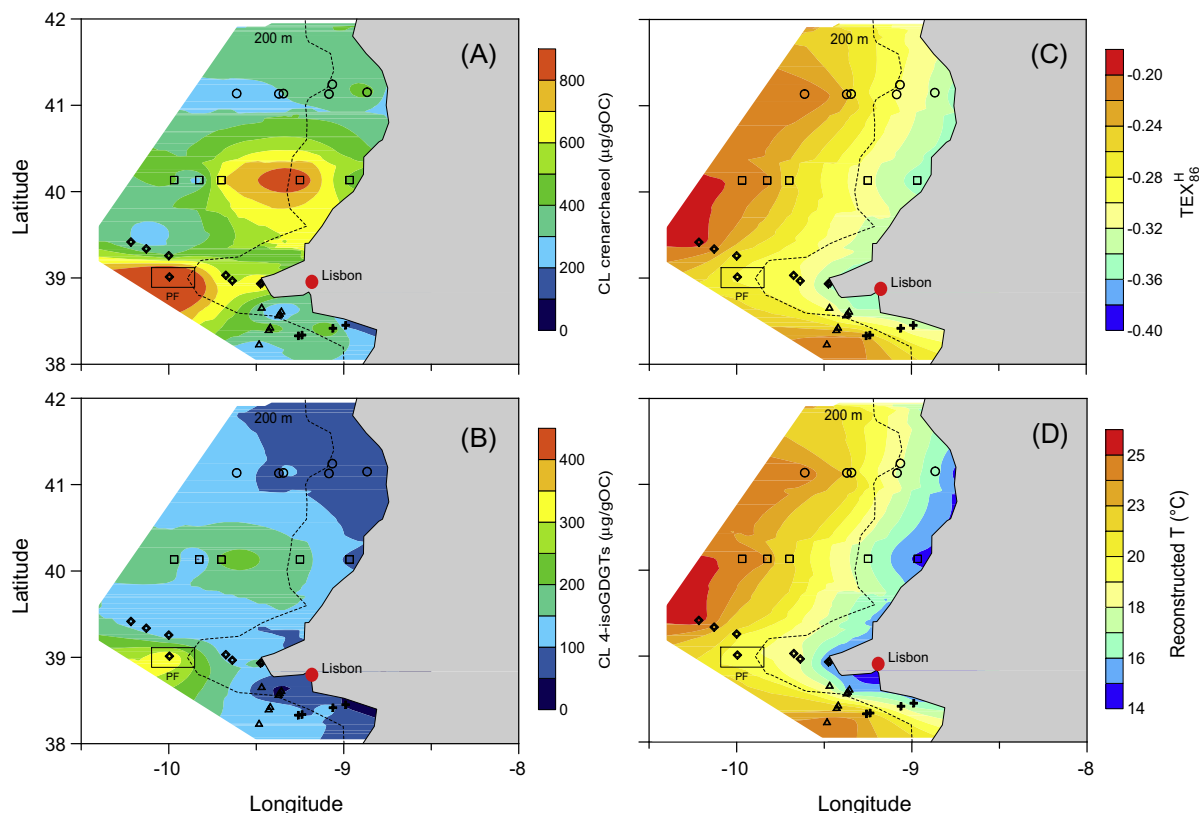 42
41
40
39
38
Latitude
200 m
(A)
Lisbon
PF
800
600
400
200
0
CL crenarchaeol (µg/gOC)
(C)
Lisbon
PF
-0.20
-0.24
-0.28
-0.32
-0.36
-0.40
TEX^H_86
42
41
40
39
38
Latitude
-10
-9
-8
Longitude
200 m
(B)
Lisbon
PF
400
300
200
100
0
CL 4-isoGDGTs (µg/gOC)
200 m
(D)
Lisbon
PF
-10
-9
-8
Longitude
25
23
20
18
16
14
Reconstructed T (°C)